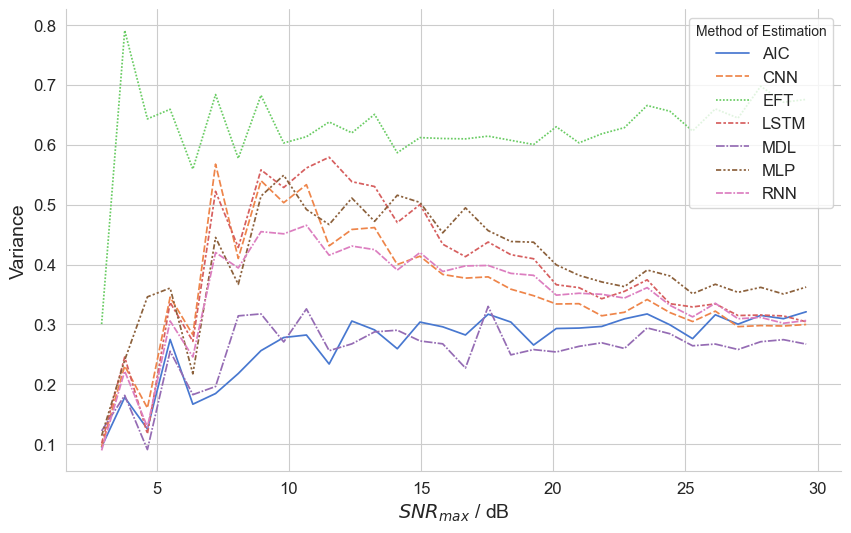 0.8
0.7
0.6
0.5
0.4
0.3
0.2
0.1
Variance
5
10
15
20
25
30
SNR_max / dB
Method of Estimation
AIC
CNN
EFT
LSTM
MDL
MLP
RNN